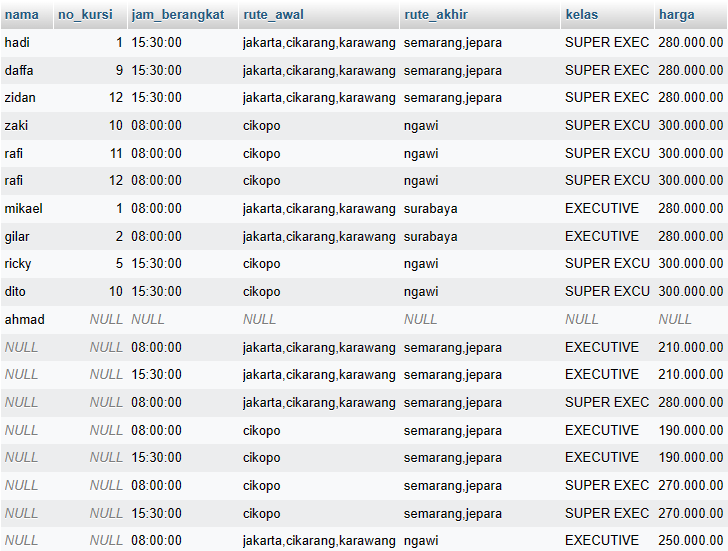 nama no_kursi jam_berangkat rute_awal rute_akhir kelas harga
hadi 1 15:30:00 jakarta,cikarang,karawang semarang,jepara SUPER EXEC 280.000.00
daffa 9 15:30:00 jakarta,cikarang,karawang semarang,jepara SUPER EXEC 280.000.00
zidan 12 15:30:00 jakarta,cikarang,karawang semarang,jepara SUPER EXEC 280.000.00
zaki 10 08:00:00 cikopo ngawi SUPER EXCU 300.000.00
rafi 11 08:00:00 cikopo ngawi SUPER EXCU 300.000.00
rafi 12 08:00:00 cikopo ngawi SUPER EXCU 300.000.00
mikael 1 08:00:00 jakarta,cikarang,karawang surabaya EXECUTIVE 280.000.00
gilar 2 08:00:00 jakarta,cikarang,karawang surabaya EXECUTIVE 280.000.00
ricky 5 15:30:00 cikopo ngawi SUPER EXCU 300.000.00
dito 10 15:30:00 cikopo ngawi SUPER EXCU 300.000.00
ahmad NULL NULL NULL NULL NULL NULL
NULL NULL 08:00:00 jakarta,cikarang,karawang semarang,jepara EXECUTIVE 210.000.00
NULL NULL 15:30:00 jakarta,cikarang,karawang semarang,jepara EXECUTIVE 210.000.00
NULL NULL 08:00:00 jakarta,cikarang,karawang semarang,jepara SUPER EXEC 280.000.00
NULL NULL 08:00:00 cikopo semarang,jepara EXECUTIVE 190.000.00
NULL NULL 15:30:00 cikopo semarang,jepara EXECUTIVE 190.000.00
NULL NULL 08:00:00 cikopo semarang,jepara SUPER EXEC 270.000.00
NULL NULL 15:30:00 cikopo semarang,jepara SUPER EXEC 270.000.00
NULL NULL 08:00:00 jakarta,cikarang,karawang ngawi EXECUTIVE 250.000.00